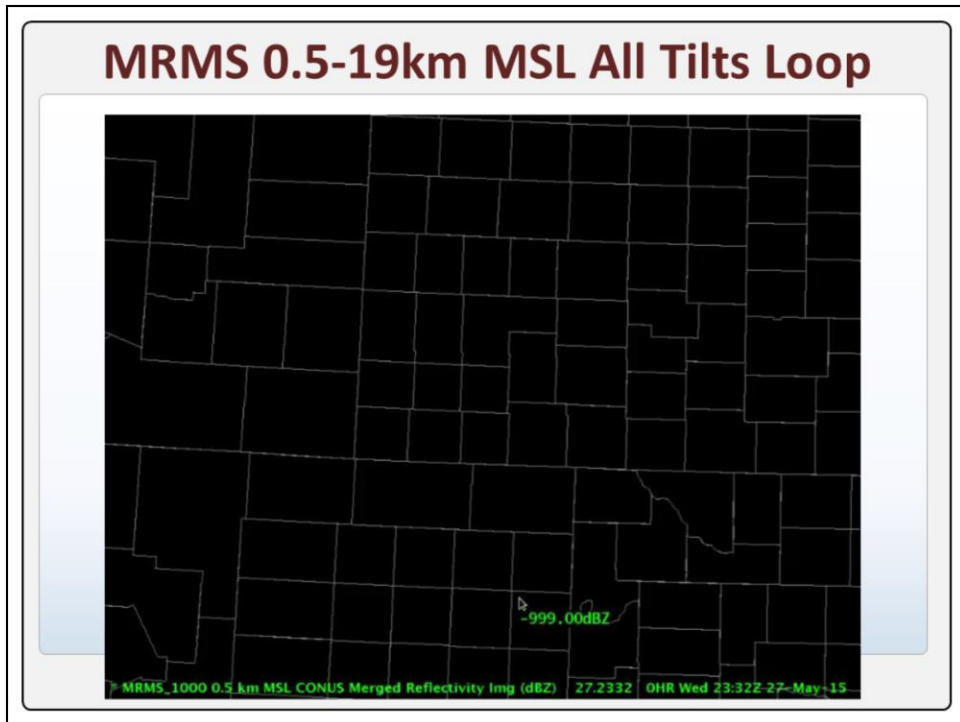 MRMS 0.5-19km MSL All Tilts Loop
-999.00dBZ
MRMS_1000 0.5 km MSL CONUS Merged Reflectivity Img (dBZ) 27.2332 0HR Wed 23:32Z 27-May-15